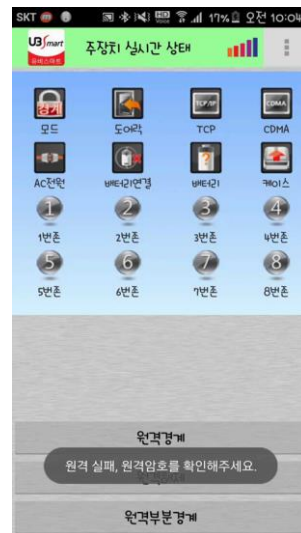 SKT 17% 오전 10:04
UBSmart 주장치 실시간 상태
유비스마트
경계 TCP/IP CDMA
모드 도어락 TCP CDMA
AC전원 배터리연결 배터리 케이스
1 2 3 4
1번존 2번존 3번존 4번존
5 6 7 8
5번존 6번존 7번존 8번존
원격경계
원격 실패, 원격암호를 확인해주세요.
원격부분경계